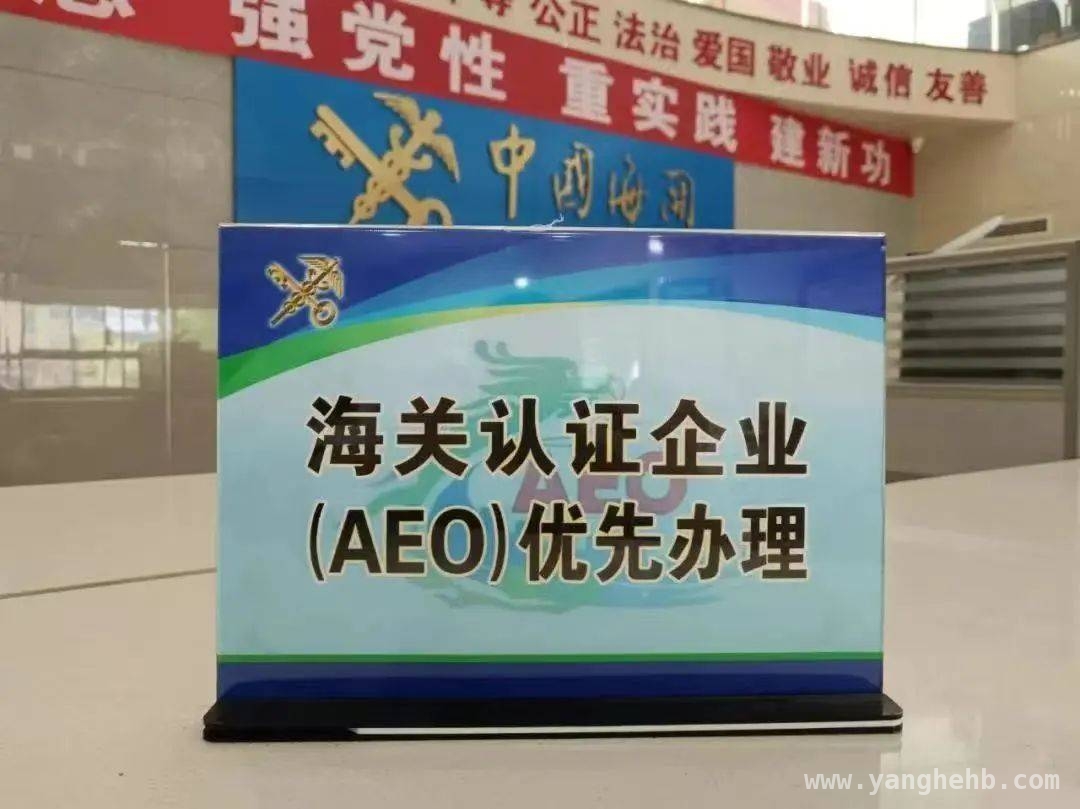 公正 法治 爱国 敬业 诚信 友善
强党性 重实践 建新功
中国海关
海关认证企业
AEO
(AEO)优先办理
www.yanghehb.com